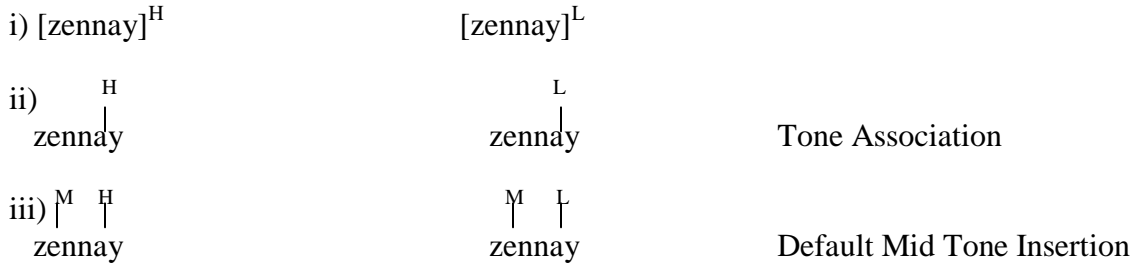 i) [zennay]ᴴ [zennay]ᴸ
H L
ii)
zennay zennay Tone Association
iii) M H M L
zennay zennay Default Mid Tone Insertion